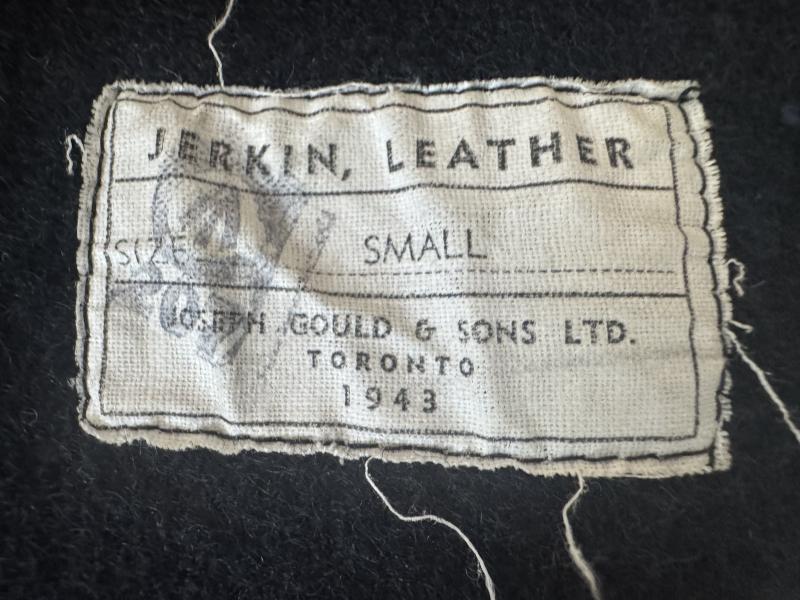 JERKIN, LEATHER
SIZE SMALL
JOSEPH GOULD & SONS LTD.
TORONTO
1943